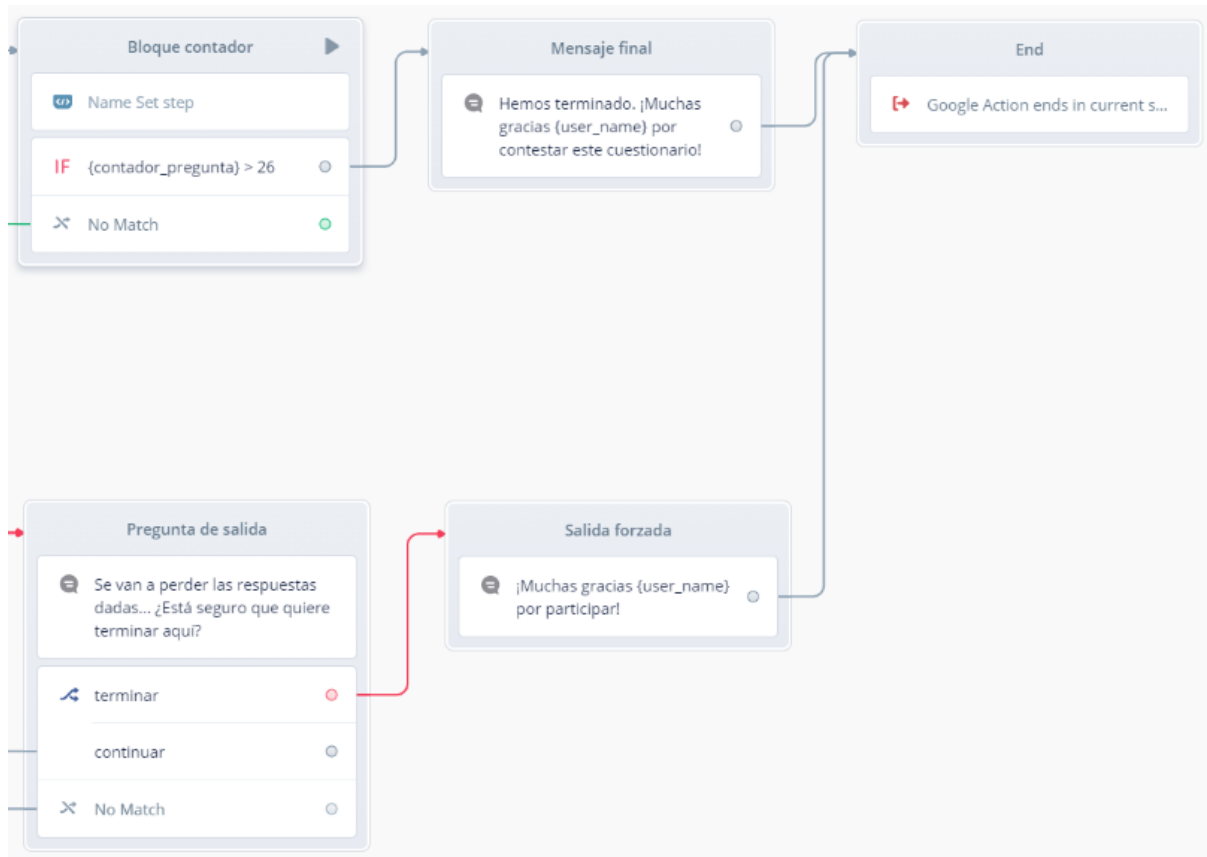 Bloque contador
Name Set step
IF {contador_pregunta} > 26
No Match
Mensaje final
Hemos terminado. ¡Muchas
gracias {user_name} por
contestar este cuestionario!
End
Google Action ends in current s...
Pregunta de salida
Se van a perder las respuestas
dadas... ¿Está seguro que quiere
terminar aquí?
terminar
continuar
No Match
Salida forzada
¡Muchas gracias {user_name}
por participar!